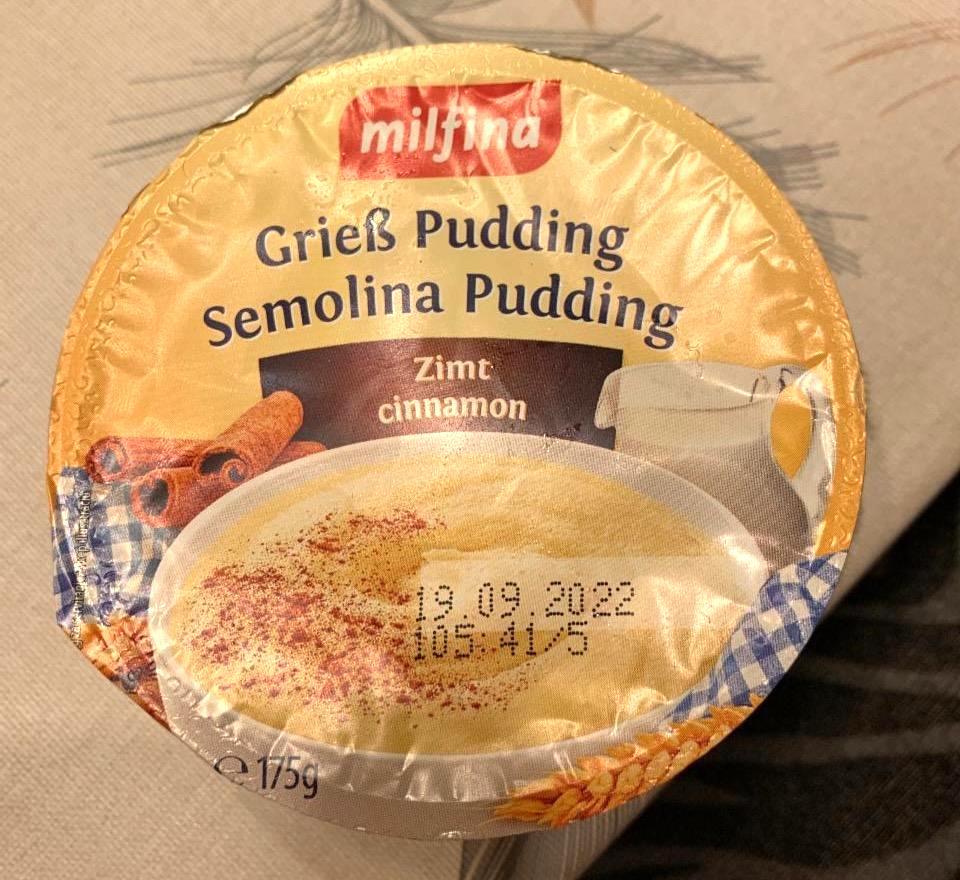 milfina
Grieß Pudding
Semolina Pudding
Zimt
cinnamon
19.09.2022
105:41/5
℮ 175g